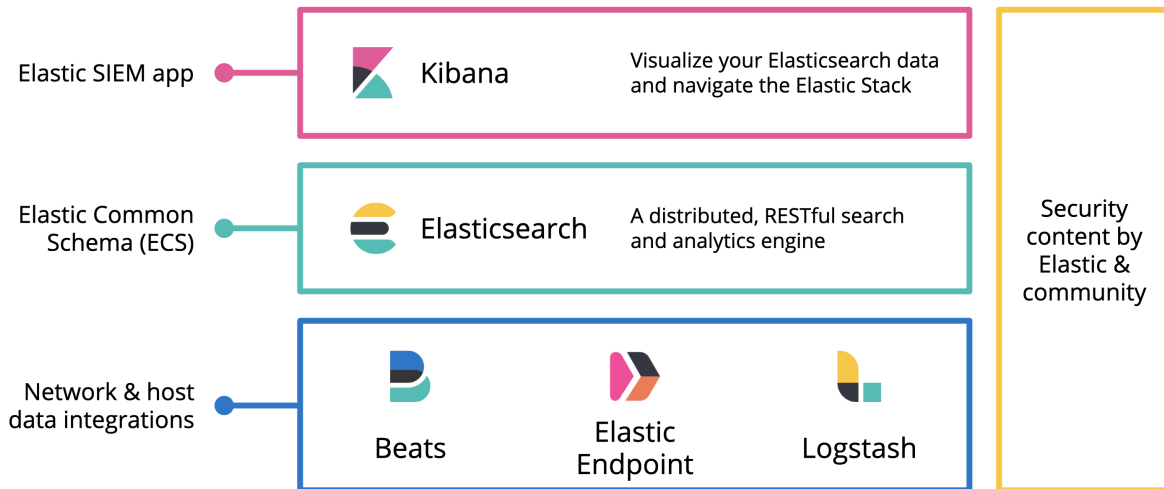 Elastic SIEM app
Kibana
Visualize your Elasticsearch data
and navigate the Elastic Stack
Elastic Common
Schema (ECS)
Elasticsearch
A distributed, RESTful search
and analytics engine
Network & host
data integrations
Beats
Elastic
Endpoint
Logstash
Security
content by
Elastic &
community